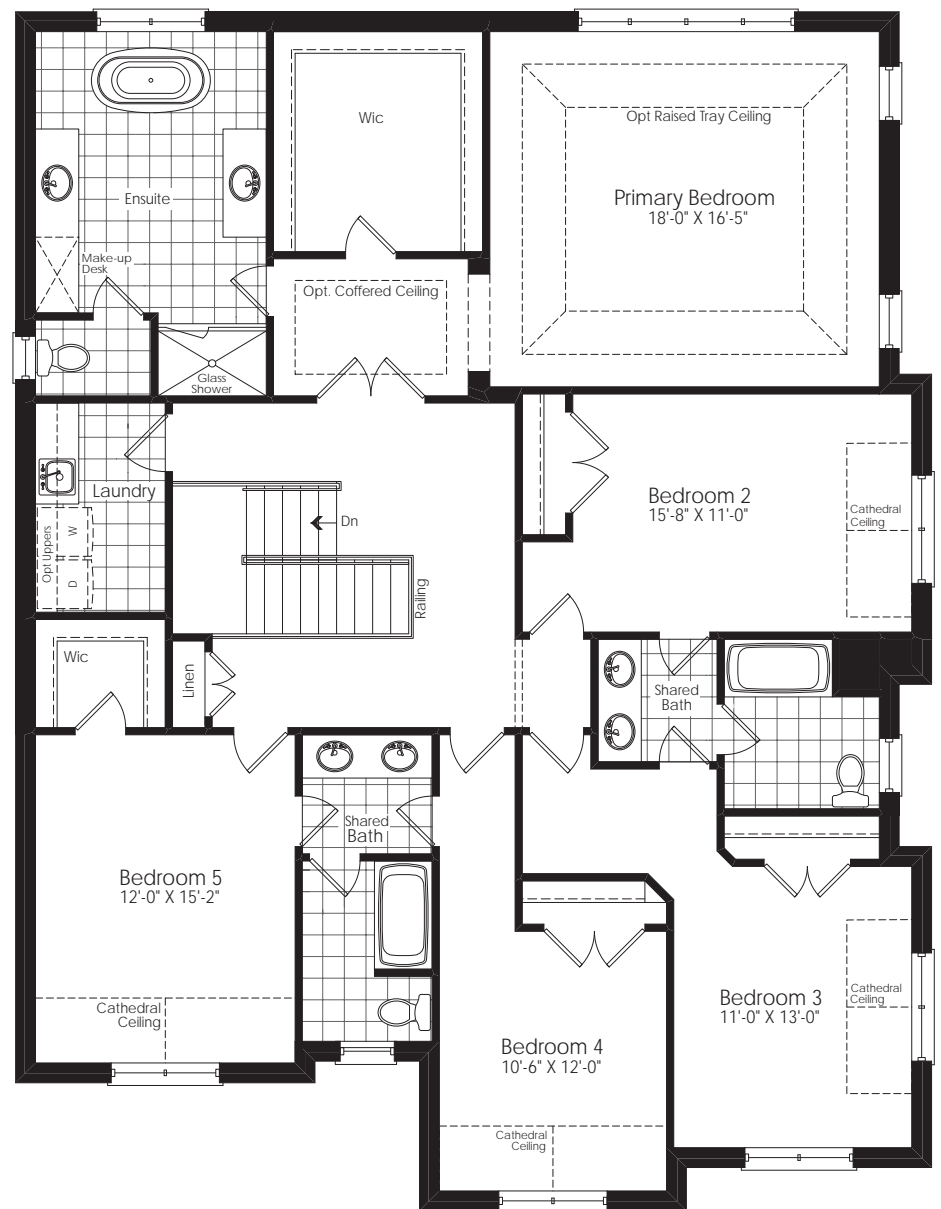 Wic
Opt Raised Tray Ceiling
Ensuite
Primary Bedroom
18'-0" X 16'-5"
Make-up
Desk
Opt. Coffered Ceiling
Glass
Shower
Laundry
Opt Uppers
W
D
Dn
Railing
Bedroom 2
15'-8" X 11'-0"
Cathedral
Ceiling
Wic
Linen
Shared
Bath
Shared
Bath
Bedroom 5
12'-0" X 15'-2"
Cathedral
Ceiling
Bedroom 3
11'-0" X 13'-0"
Cathedral
Ceiling
Bedroom 4
10'-6" X 12'-0"
Cathedral
Ceiling